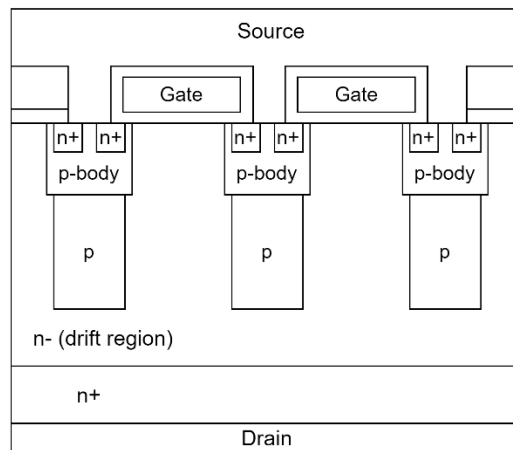 Source
Gate Gate
n+ n+ n+ n+ n+ n+
p-body p-body p-body
p p p
n- (drift region)
n+
Drain